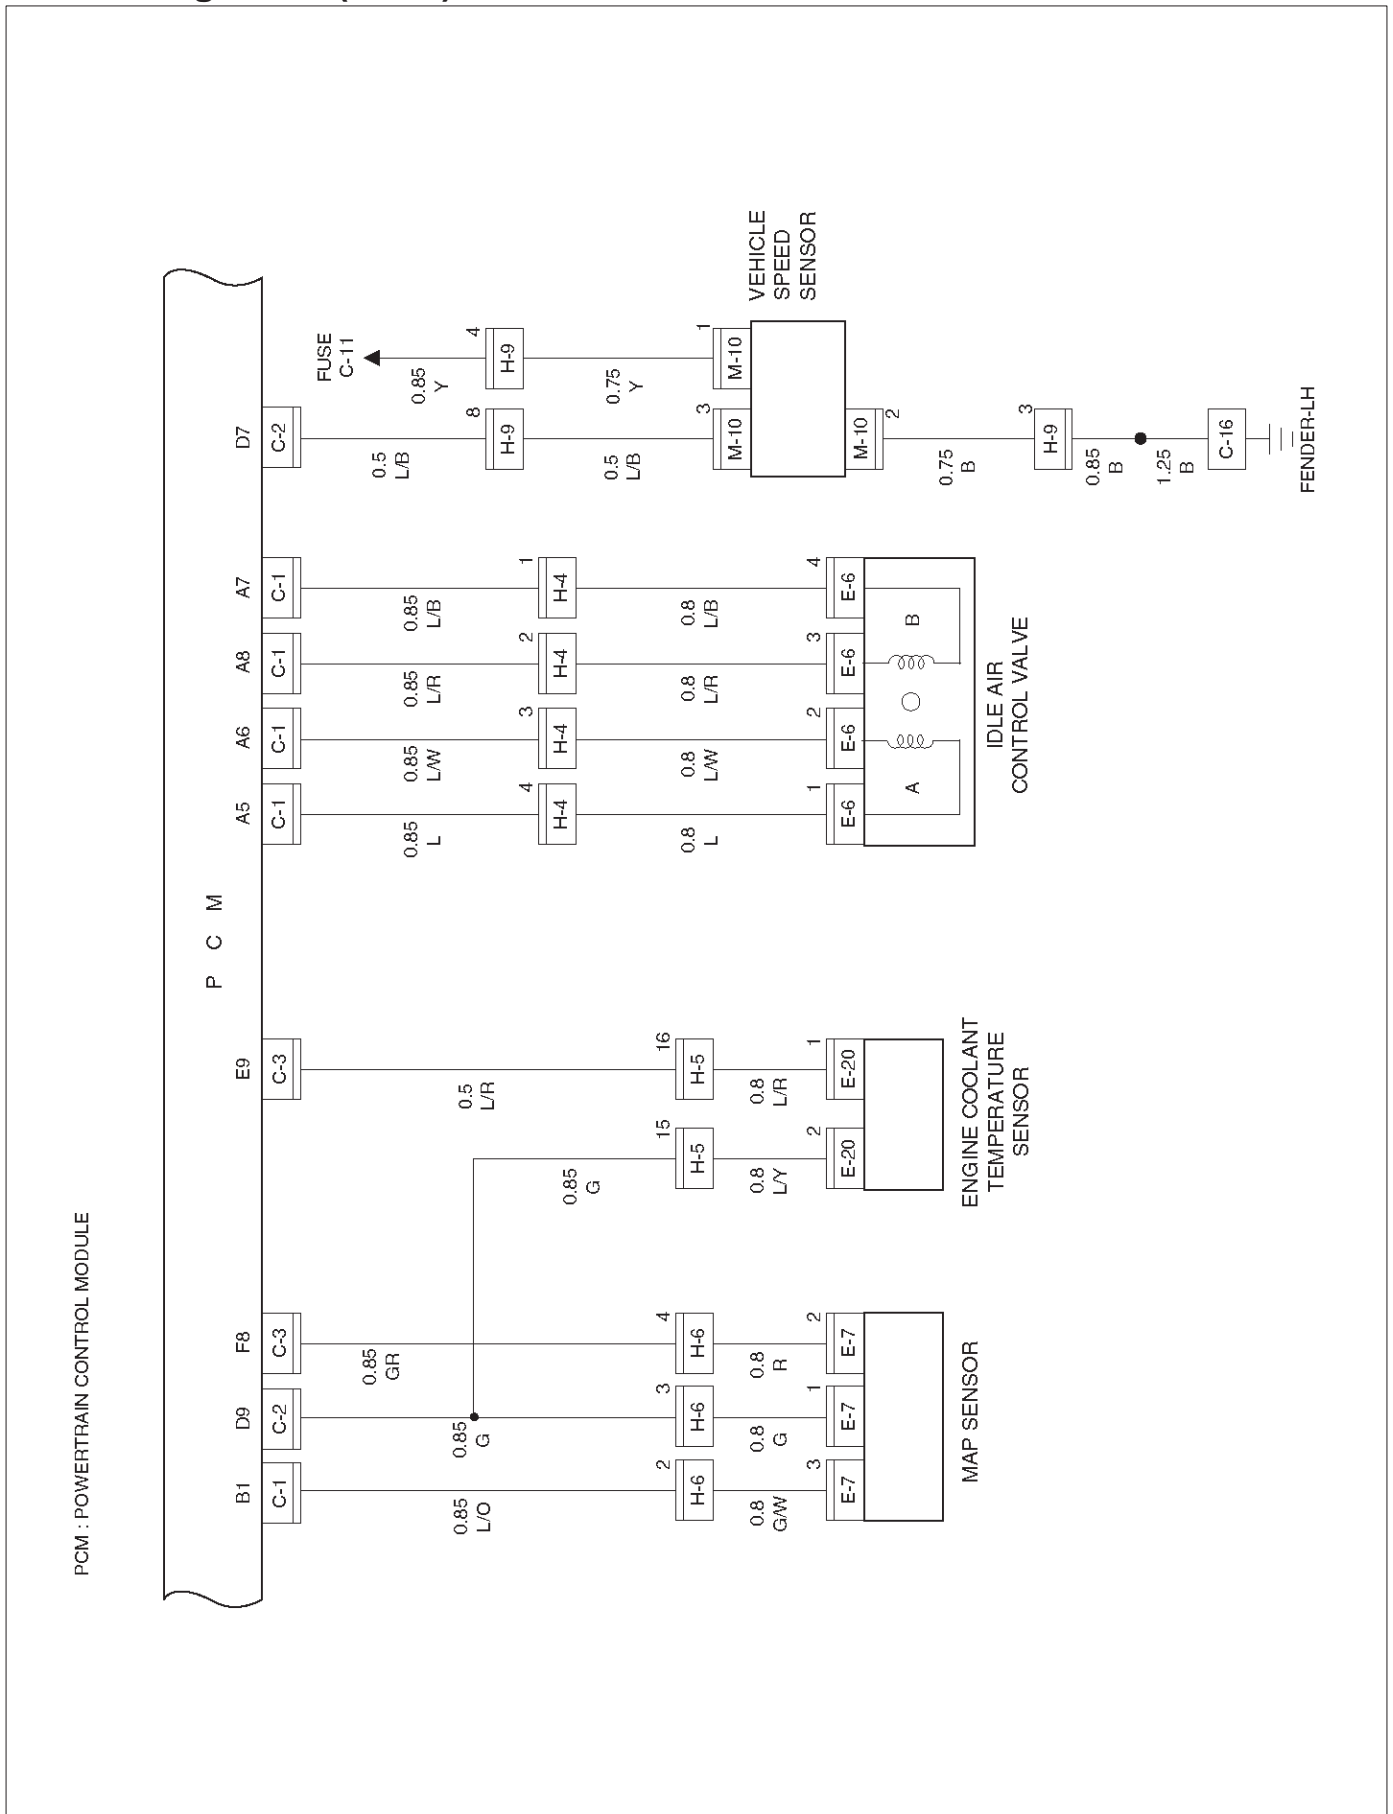 PCM : POWERTRAIN CONTROL MODULE
P C M
B1 D9 F8 E9 A5 A6 A8 A7 D7
C-1 C-2 C-3 C-3 C-1 C-1 C-1 C-1 C-2
FUSE
C-11
0.85
GR
0.5
L/B
0.85
L
0.85
L/W
0.85
L/R
0.85
L/B
0.85
Y
0.85
L/O
0.85
G
0.5
L/R
8 4
H-9 H-9
4 3 2 1
H-4 H-4 H-4 H-4
0.85
G
0.5
L/B
0.75
Y
2 3 4 15 16
H-6 H-6 H-6 H-5 H-5
0.8
L
0.8
L/W
0.8
L/R
0.8
L/B
3 1
M-10 M-10
0.8
G/W
0.8
G
0.8
R
0.8
L/Y
0.8
L/R
VEHICLE
SPEED
SENSOR
3 1 2 2 1 1 2 3 4
E-7 E-7 E-7 E-20 E-20 E-6 E-6 E-6 E-6
M-10
2
A B
MAP SENSOR
ENGINE COOLANT
TEMPERATURE
SENSOR
IDLE AIR
CONTROL VALVE
0.75
B
3
H-9
0.85
B
1.25
B
C-16
FENDER-LH